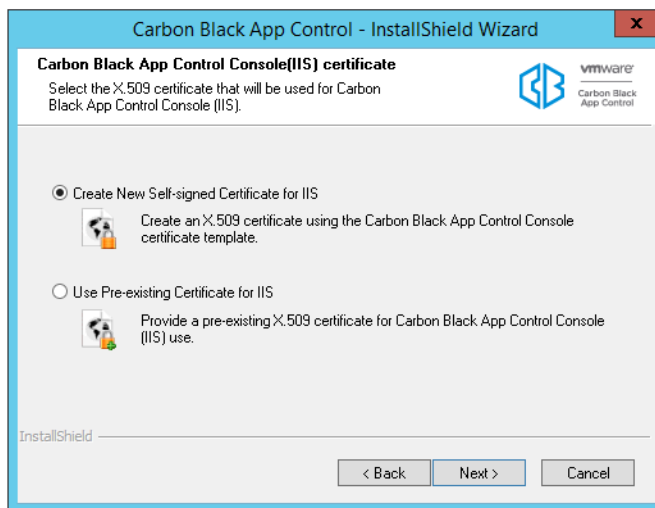 Carbon Black App Control - InstallShield Wizard
x
Carbon Black App Control Console(IIS) certificate
Select the X.509 certificate that will be used for Carbon
Black App Control Console (IIS).
vmware
Carbon Black
App Control
Create New Self-signed Certificate for IIS
Create an X.509 certificate using the Carbon Black App Control Console
certificate template.
Use Pre-existing Certificate for IIS
Provide a pre-existing X.509 certificate for Carbon Black App Control Console
(IIS) use.
InstallShield
< Back
Next >
Cancel